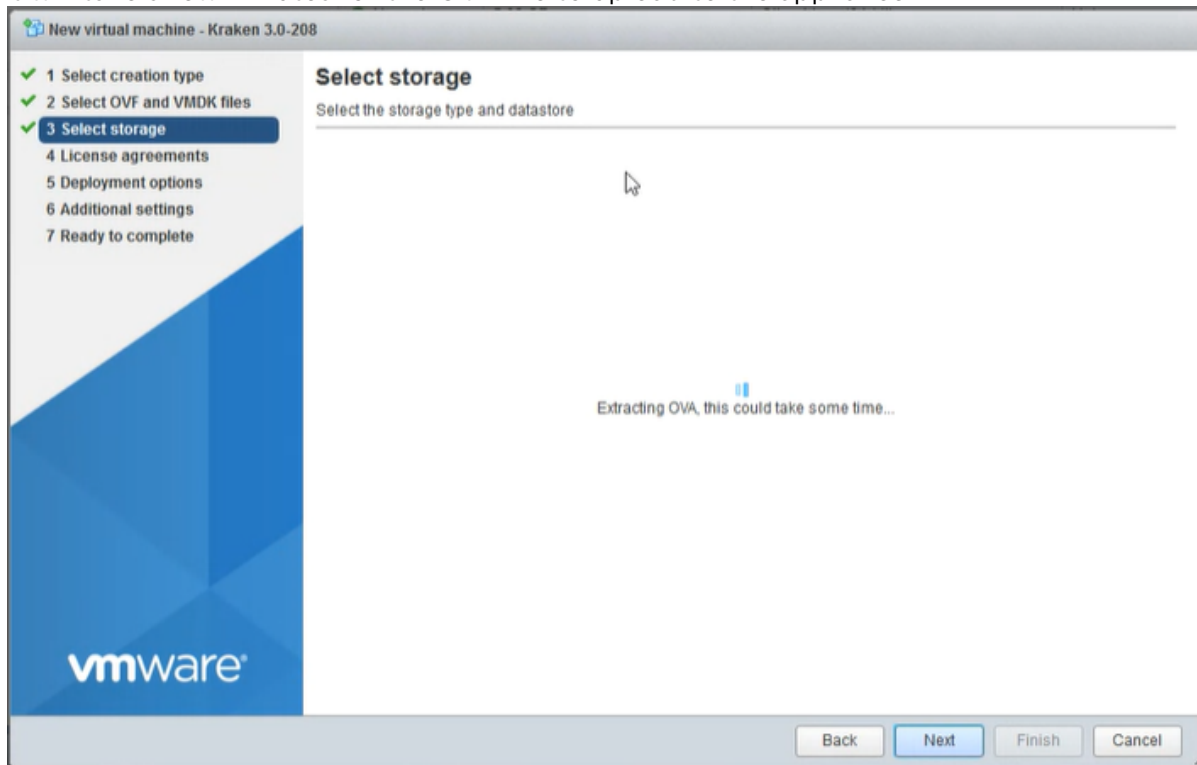 New virtual machine - Kraken 3.0-208
1 Select creation type
2 Select OVF and VMDK files
3 Select storage
4 License agreements
5 Deployment options
6 Additional settings
7 Ready to complete
Select storage
Select the storage type and datastore
Extracting OVA, this could take some time...
vmware
Back
Next
Finish
Cancel